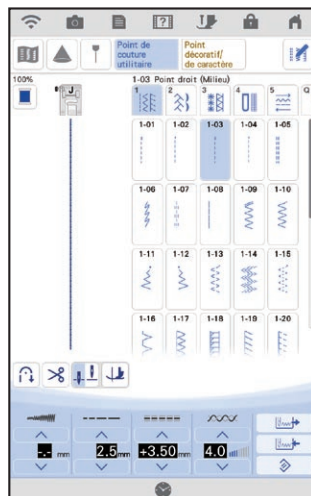 Point de
couture
utilitaire
Point
décoratif/
de caractère
100%
J
1-03 Point droit (Milieu)
1 2 3 4 5 Q
1-01 1-02 1-03 1-04 1-05
1-06 1-07 1-08 1-09 1-10
1-11 1-12 1-13 1-14 1-15
1-16 1-17 1-18 1-19 1-20
-.- mm 2.5 mm +3.50 mm 4.0